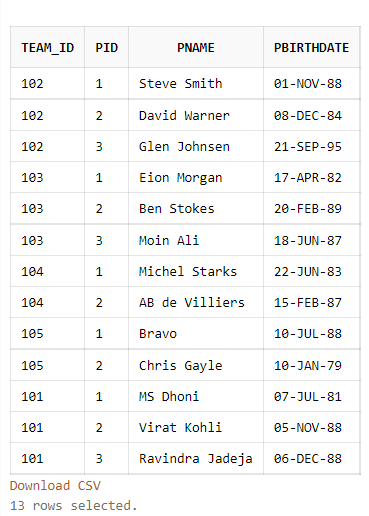 TEAM_ID PID PNAME PBIRTHDATE
102 1 Steve Smith 01-NOV-88
102 2 David Warner 08-DEC-84
102 3 Glen Johnsen 21-SEP-95
103 1 Eion Morgan 17-APR-82
103 2 Ben Stokes 20-FEB-89
103 3 Moin Ali 18-JUN-87
104 1 Michel Starks 22-JUN-83
104 2 AB de Villiers 15-FEB-87
105 1 Bravo 10-JUL-88
105 2 Chris Gayle 10-JAN-79
101 1 MS Dhoni 07-JUL-81
101 2 Virat Kohli 05-NOV-88
101 3 Ravindra Jadeja 06-DEC-88
Download CSV
13 rows selected.